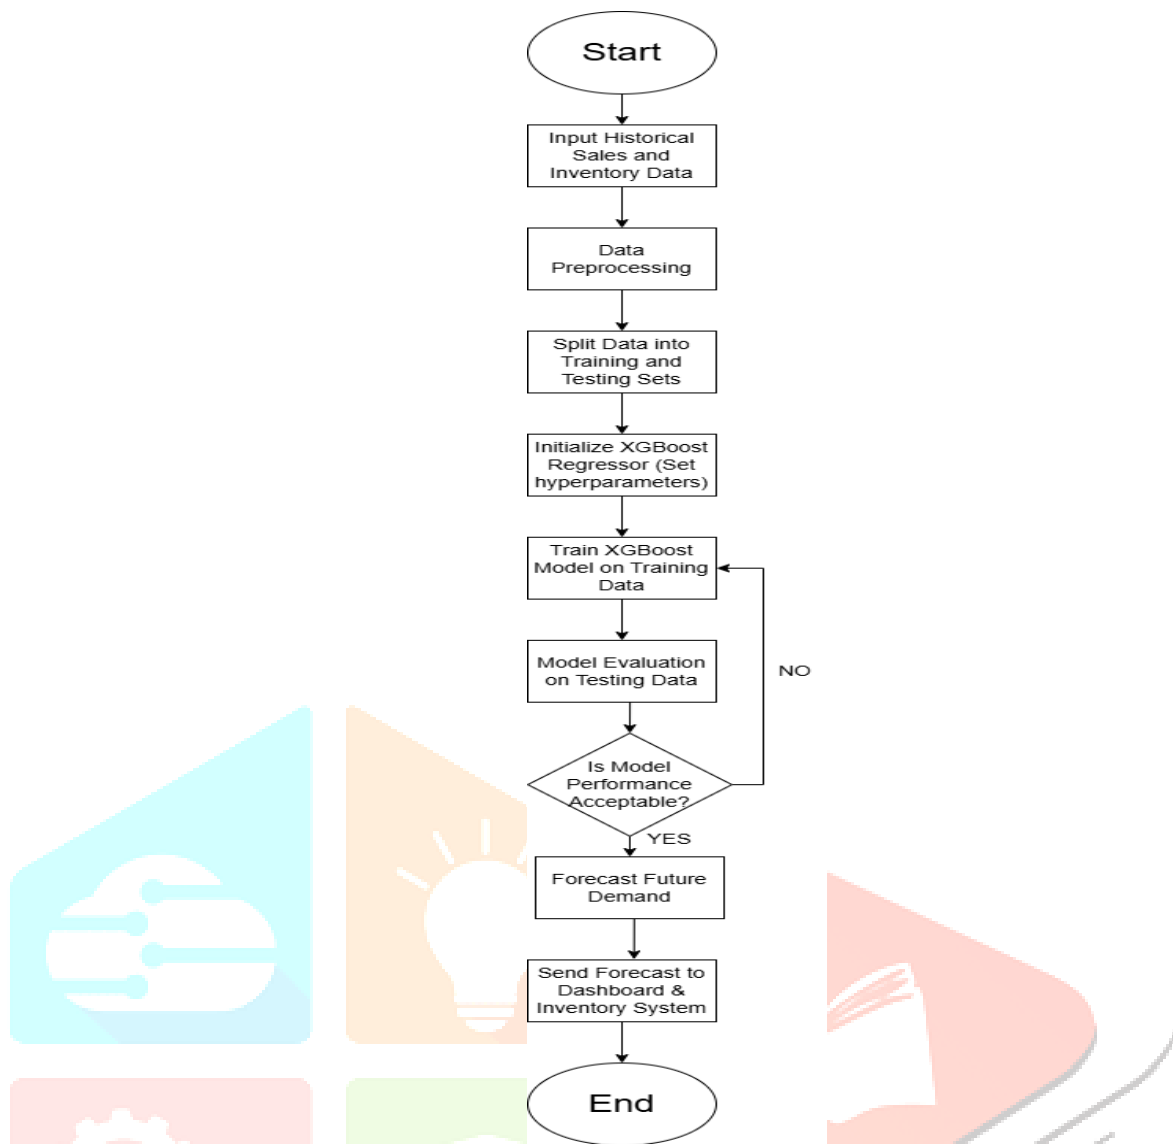 Start
Input Historical
Sales and
Inventory Data
Data
Preprocessing
Split Data into
Training and
Testing Sets
Initialize XGBoost
Regressor (Set
hyperparameters)
Train XGBoost
Model on Training
Data
Model Evaluation
on Testing Data
NO
Is Model
Performance
Acceptable?
YES
Forecast Future
Demand
Send Forecast to
Dashboard &
Inventory System
End